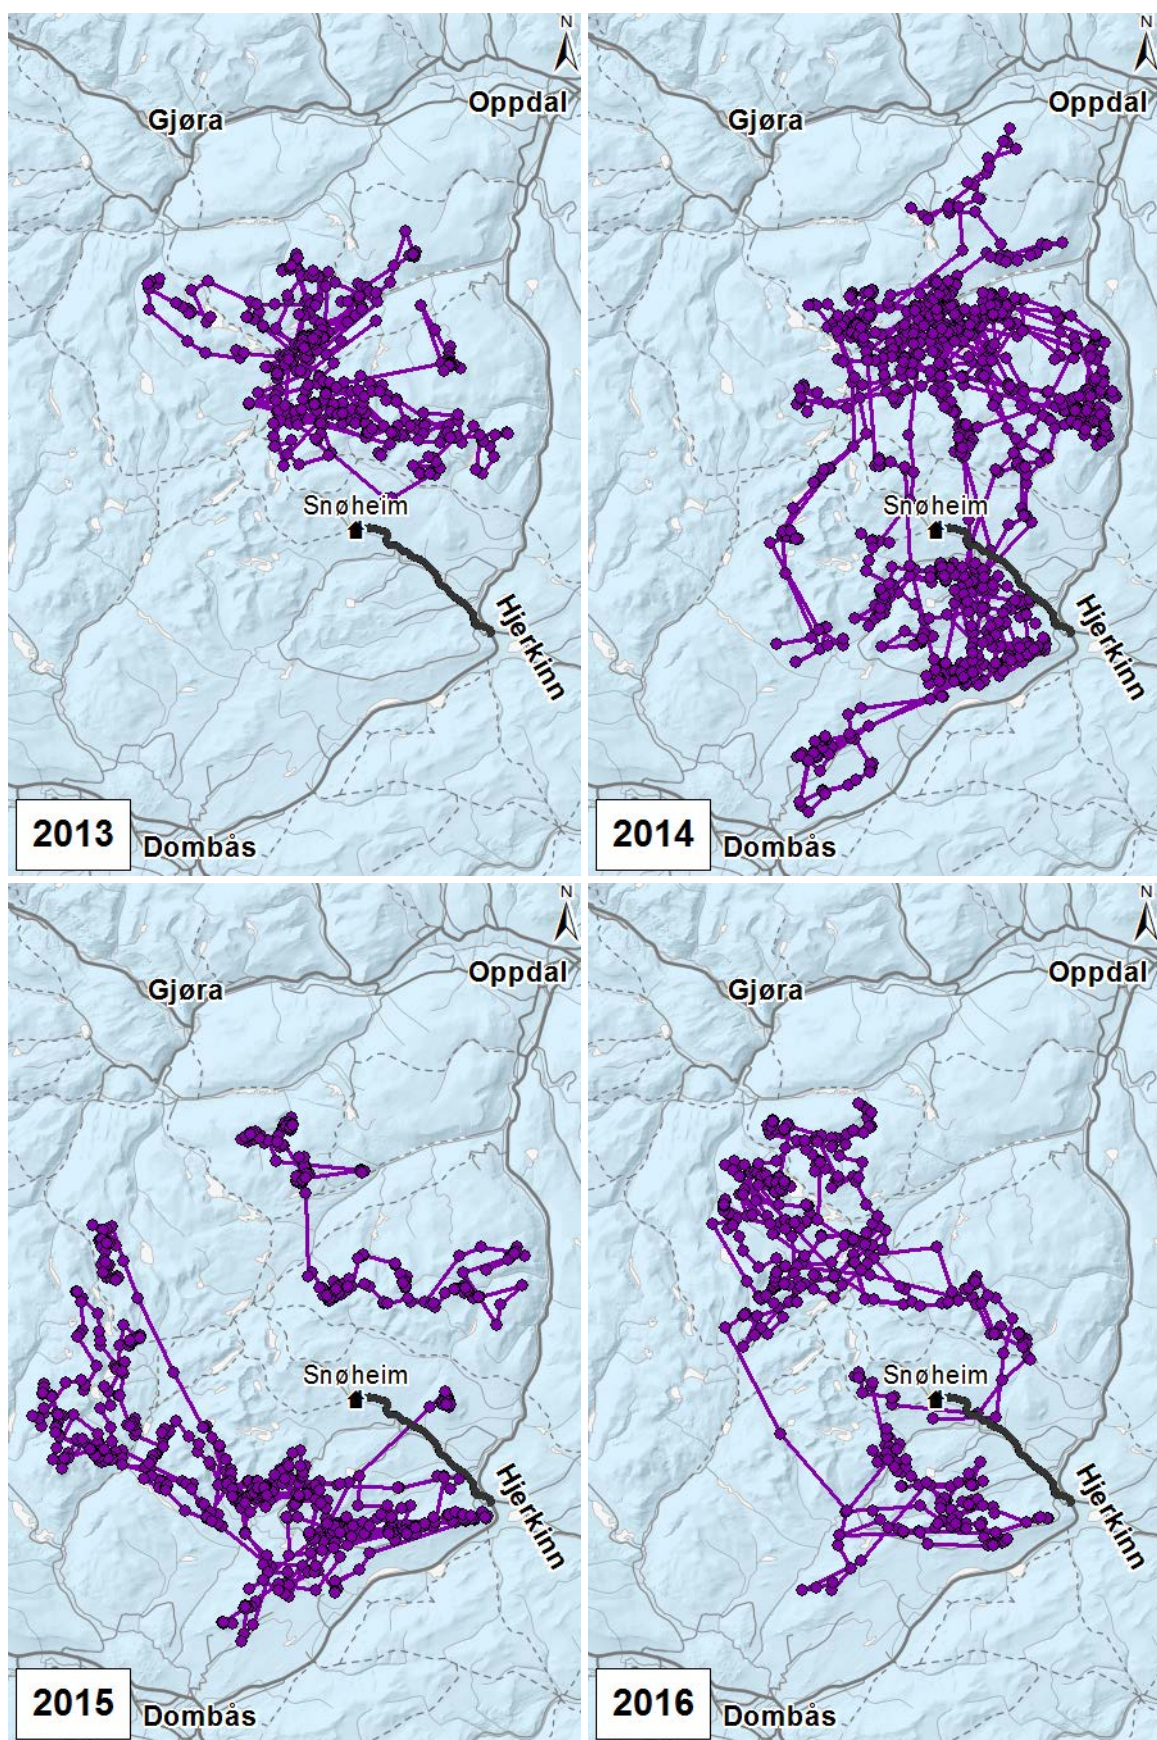 N
Oppdal
Gjøra
Snøheim
Hjerkinn
2013
Dombås
N
Oppdal
Gjøra
Snøheim
Hjerkinn
2014
Dombås
N
Oppdal
Gjøra
Snøheim
Hjerkinn
2015
Dombås
N
Oppdal
Gjøra
Snøheim
Hjerkinn
2016
Dombås